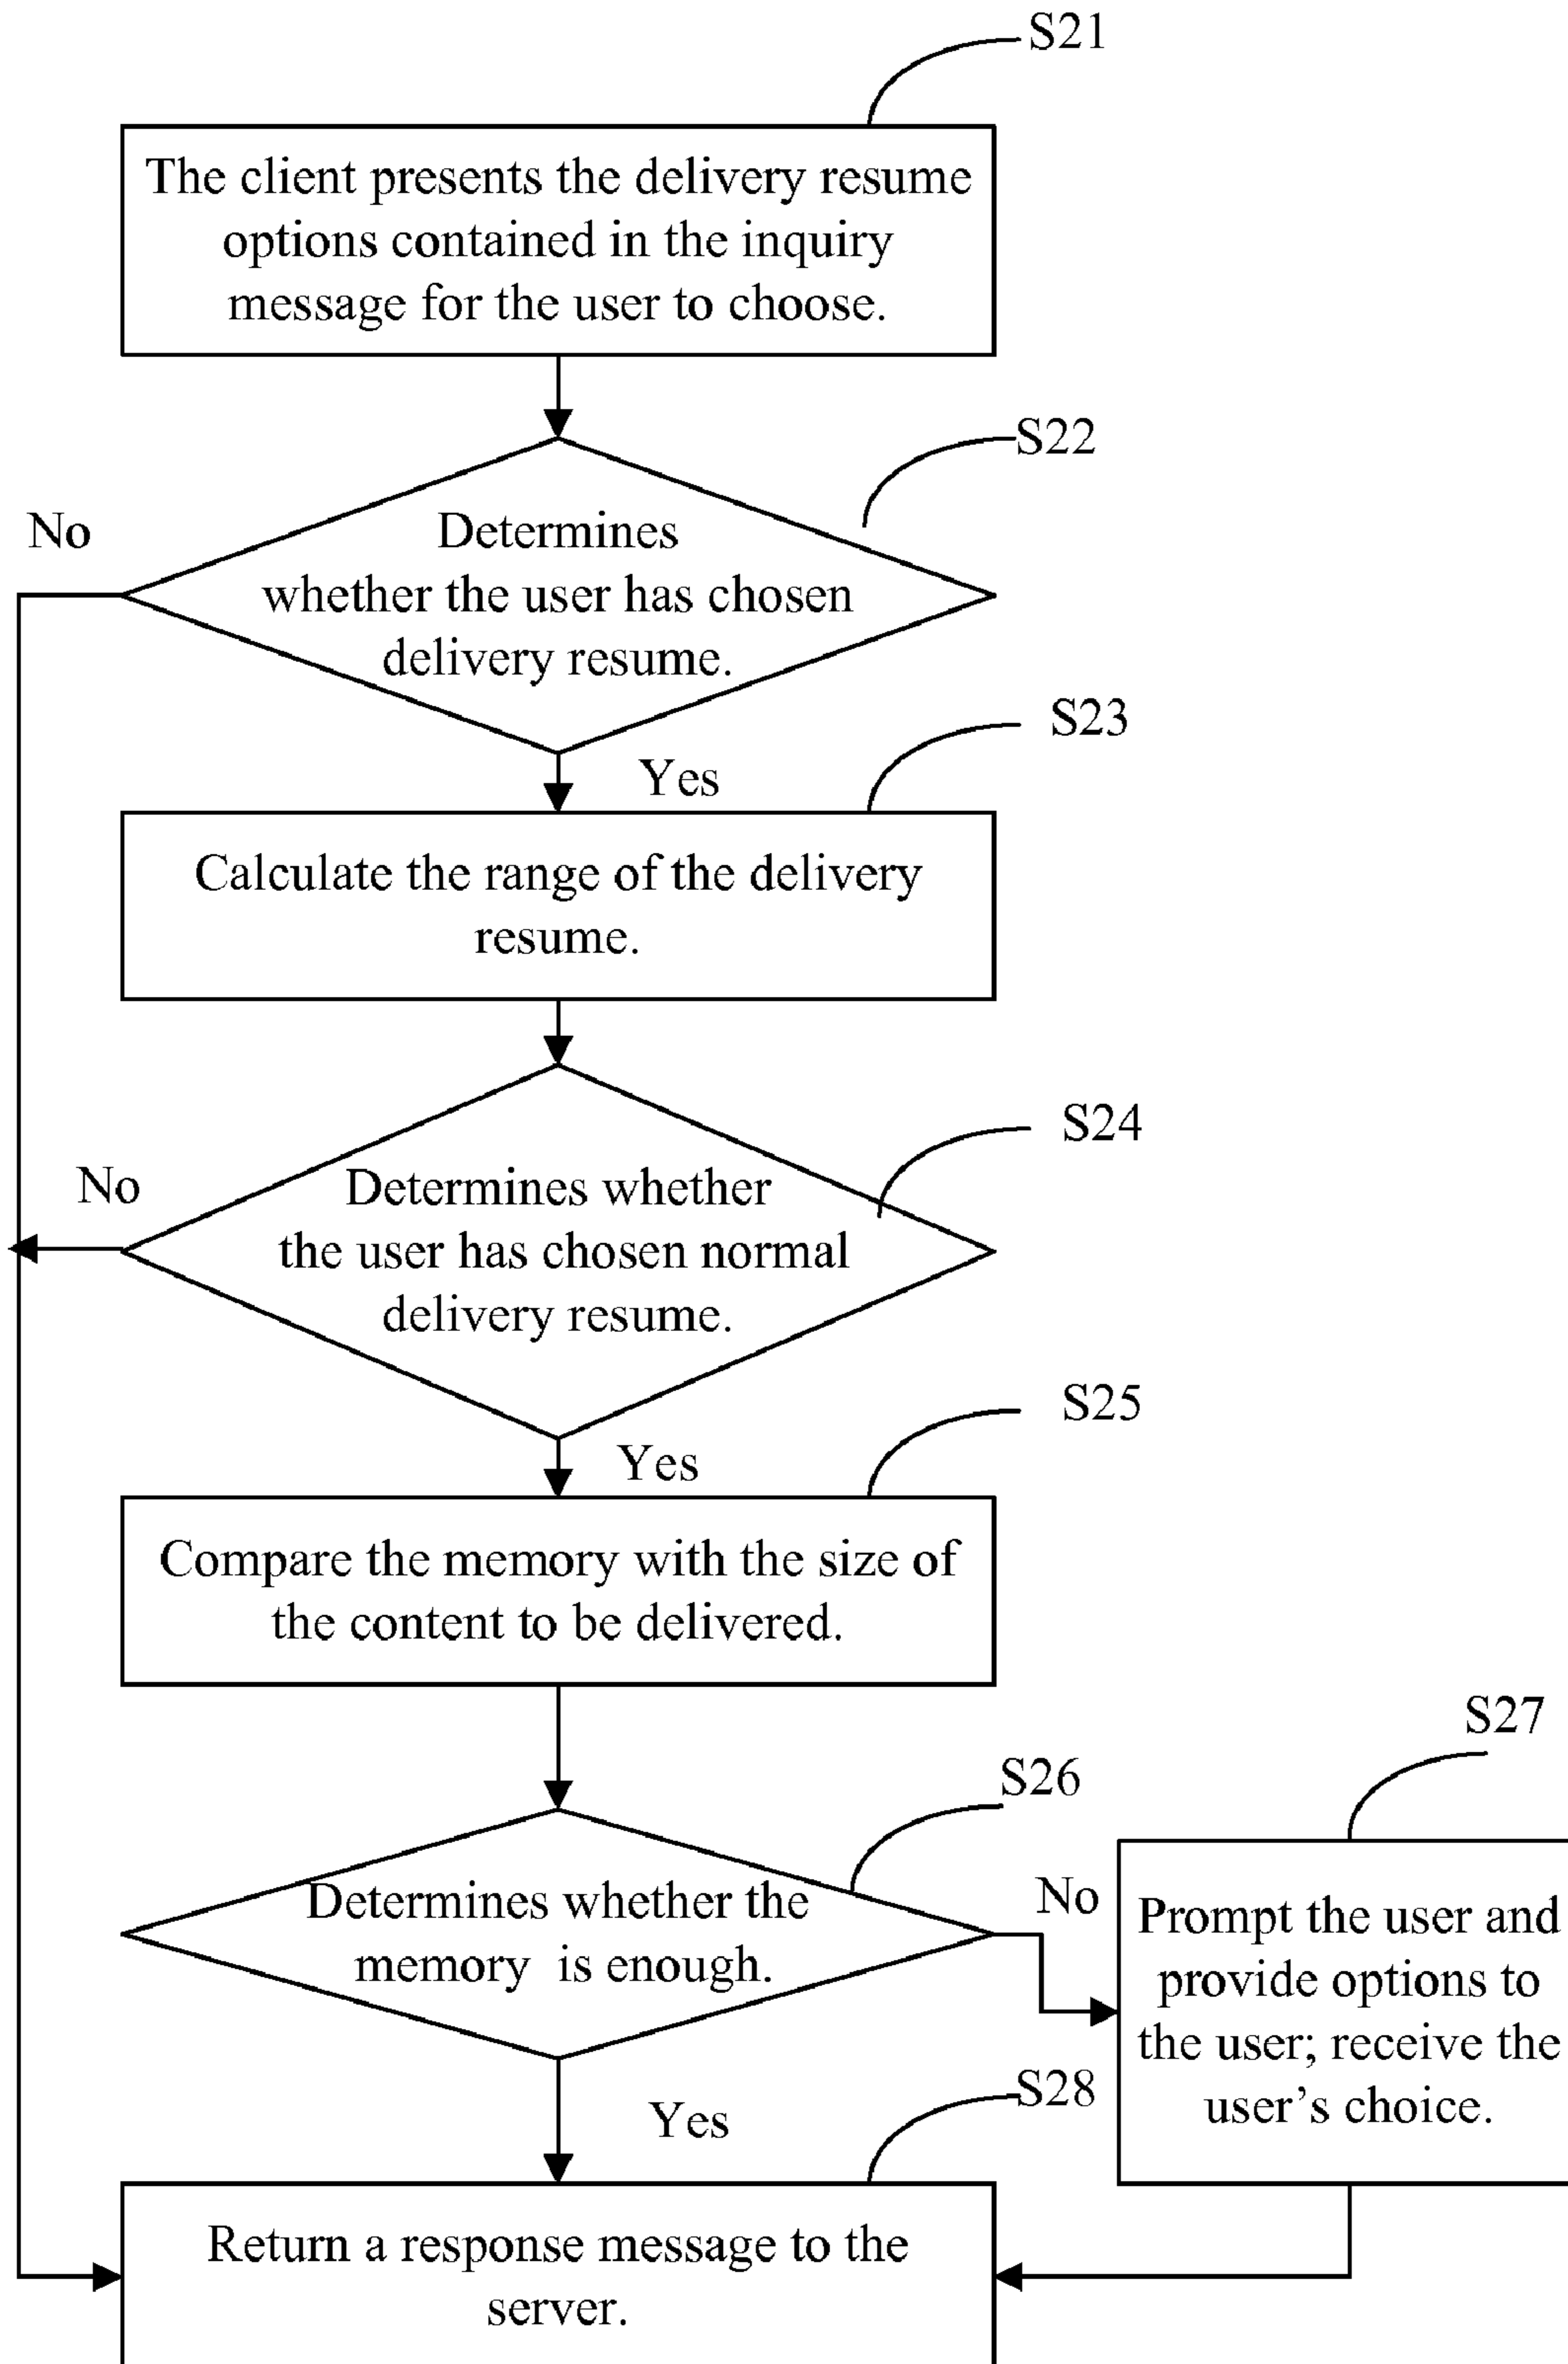 S21
The client presents the delivery resume
options contained in the inquiry
message for the user to choose.
S22
No
Determines
whether the user has chosen
delivery resume.
S23
Yes
Calculate the range of the delivery
resume.
S24
No
Determines whether
the user has chosen normal
delivery resume.
S25
Yes
Compare the memory with the size of
the content to be delivered.
S27
S26
Determines whether the
memory is enough.
No
Prompt the user and
provide options to
the user; receive the
user’s choice.
S28
Yes
Return a response message to the
server.